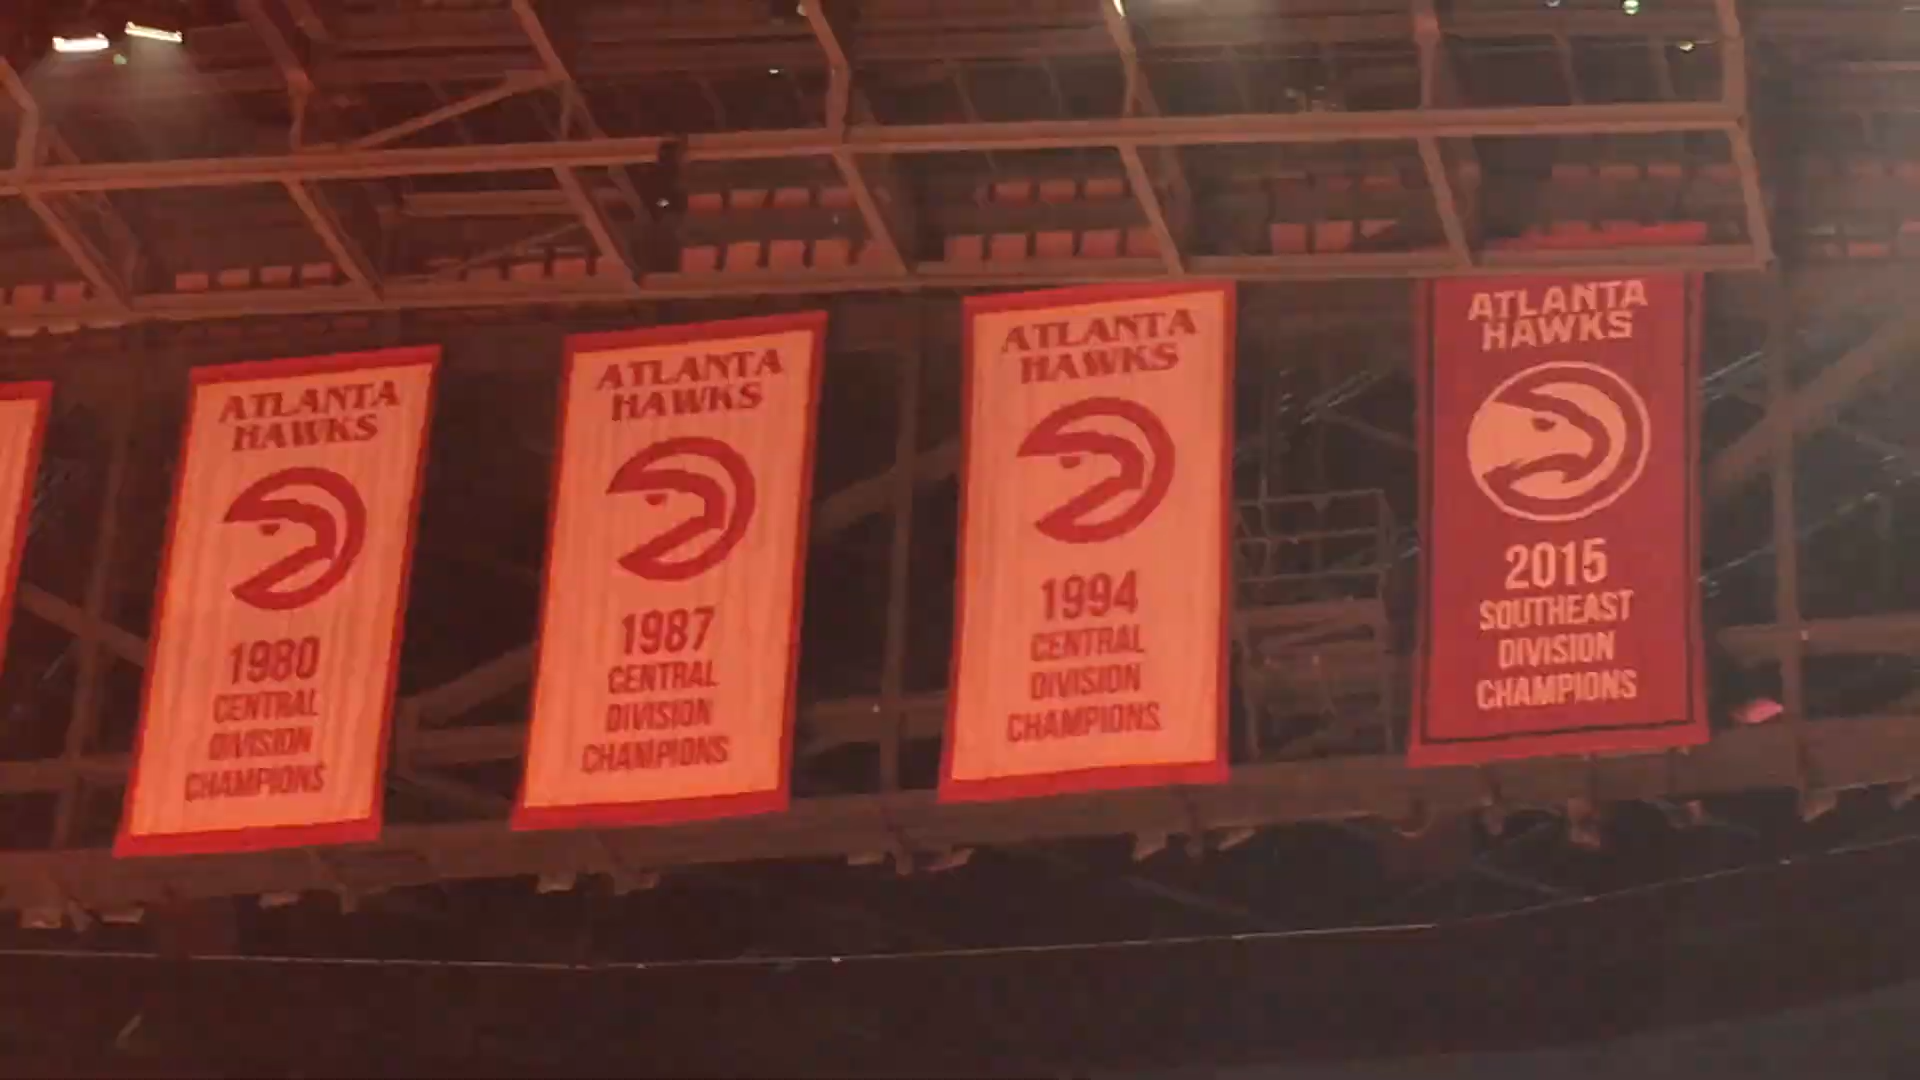 ATLANTA
HAWKS
1980
CENTRAL
DIVISION
CHAMPIONS
ATLANTA
HAWKS
1987
CENTRAL
DIVISION
CHAMPIONS
ATLANTA
HAWKS
1994
CENTRAL
DIVISION
CHAMPIONS
ATLANTA
HAWKS
2015
SOUTHEAST
DIVISION
CHAMPIONS